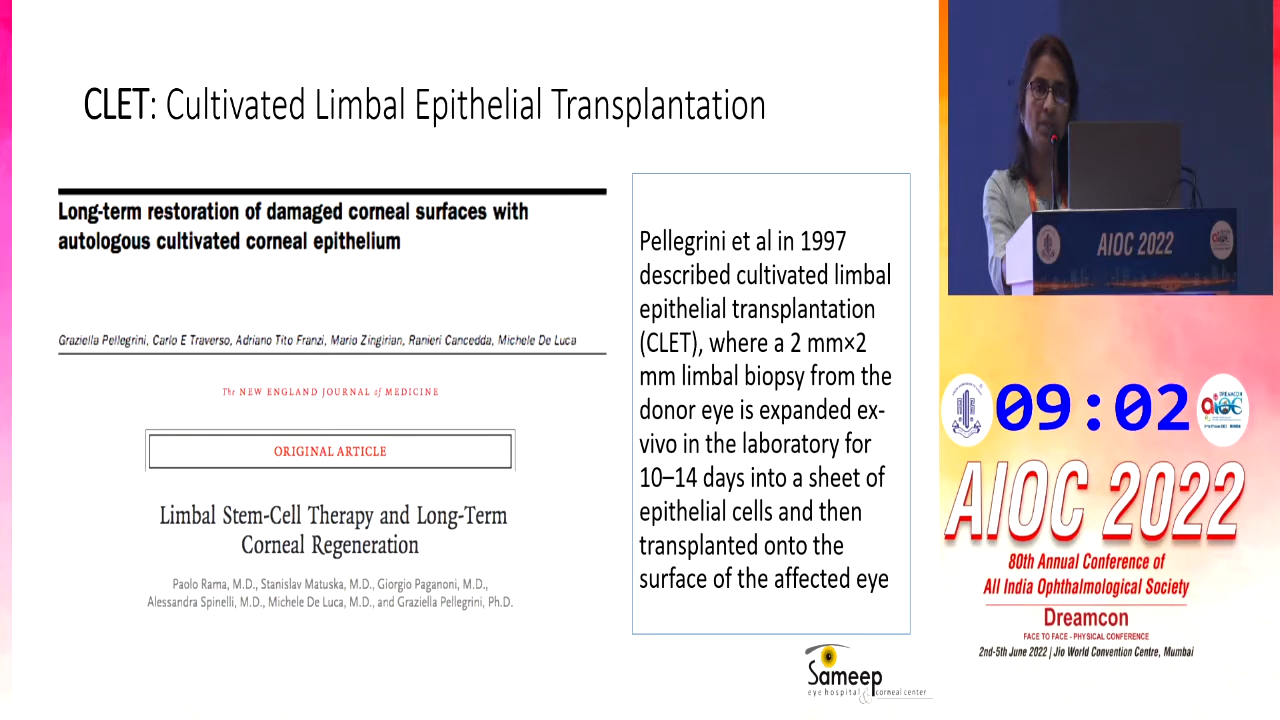 CLET: Cultivated Limbal Epithelial Transplantation
Long-term restoration of damaged corneal surfaces with
autologous cultivated corneal epithelium
Graziella Pellegrini, Carlo E Traverso, Adriano Tito Franzi, Mario Zingirian, Ranieri Cancedda, Michele De Luca
The NEW ENGLAND JOURNAL of MEDICINE
ORIGINAL ARTICLE
Limbal Stem-Cell Therapy and Long-Term
Corneal Regeneration
Paolo Rama, M.D., Stanislav Matuska, M.D., Giorgio Paganoni, M.D.,
Alessandra Spinelli, M.D., Michele De Luca, M.D., and Graziella Pellegrini, Ph.D.
Pellegrini et al in 1997
described cultivated limbal
epithelial transplantation
(CLET), where a 2 mm×2
mm limbal biopsy from the
donor eye is expanded ex-
vivo in the laboratory for
10–14 days into a sheet of
epithelial cells and then
transplanted onto the
surface of the affected eye
Sameep
eye hospital & corneal center
AIOC 2022
09:02
AIOC 2022
80th Annual Conference of
All India Ophthalmological Society
Dreamcon
FACE TO FACE - PHYSICAL CONFERENCE
2nd-5th June 2022 | Jio World Convention Centre, Mumbai